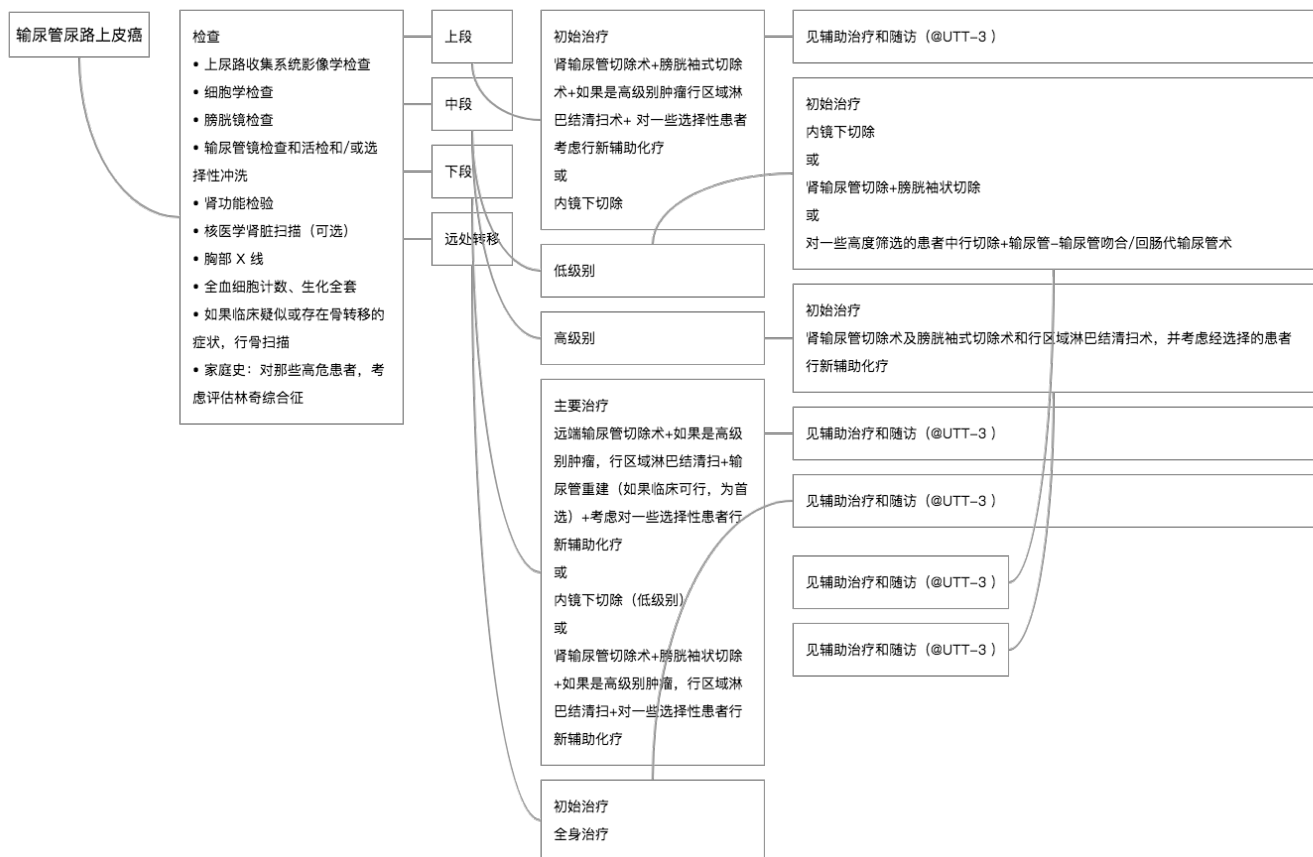 输尿管尿路上皮癌
检查
• 上尿路收集系统影像学检查
• 细胞学检查
• 膀胱镜检查
• 输尿管镜检查和活检和/或选
择性冲洗
• 肾功能检验
• 核医学肾脏扫描（可选）
• 胸部 X 线
• 全血细胞计数、生化全套
• 如果临床疑似或存在骨转移的
症状，行骨扫描
• 家庭史：对那些高危患者，考
虑评估林奇综合征
上段
中段
下段
远处转移
初始治疗
肾输尿管切除术+膀胱袖式切除
术+如果是高级别肿瘤行区域淋
巴结清扫术+ 对一些选择性患者
考虑行新辅助化疗
或
内镜下切除
低级别
高级别
主要治疗
远端输尿管切除术+如果是高级
别肿瘤，行区域淋巴结清扫+输
尿管重建（如果临床可行，为首
选）+考虑对一些选择性患者行
新辅助化疗
或
内镜下切除（低级别）
或
肾输尿管切除术+膀胱袖状切除
+如果是高级别肿瘤，行区域淋
巴结清扫+对一些选择性患者行
新辅助化疗
初始治疗
全身治疗
见辅助治疗和随访（@UTT-3 ）
初始治疗
内镜下切除
或
肾输尿管切除+膀胱袖状切除
或
对一些高度筛选的患者中行切除+输尿管-输尿管吻合/回肠代输尿管术
初始治疗
肾输尿管切除术及膀胱袖式切除术和行区域淋巴结清扫术，并考虑经选择的患者
行新辅助化疗
见辅助治疗和随访（@UTT-3 ）
见辅助治疗和随访（@UTT-3 ）
见辅助治疗和随访（@UTT-3 ）
见辅助治疗和随访（@UTT-3 ）